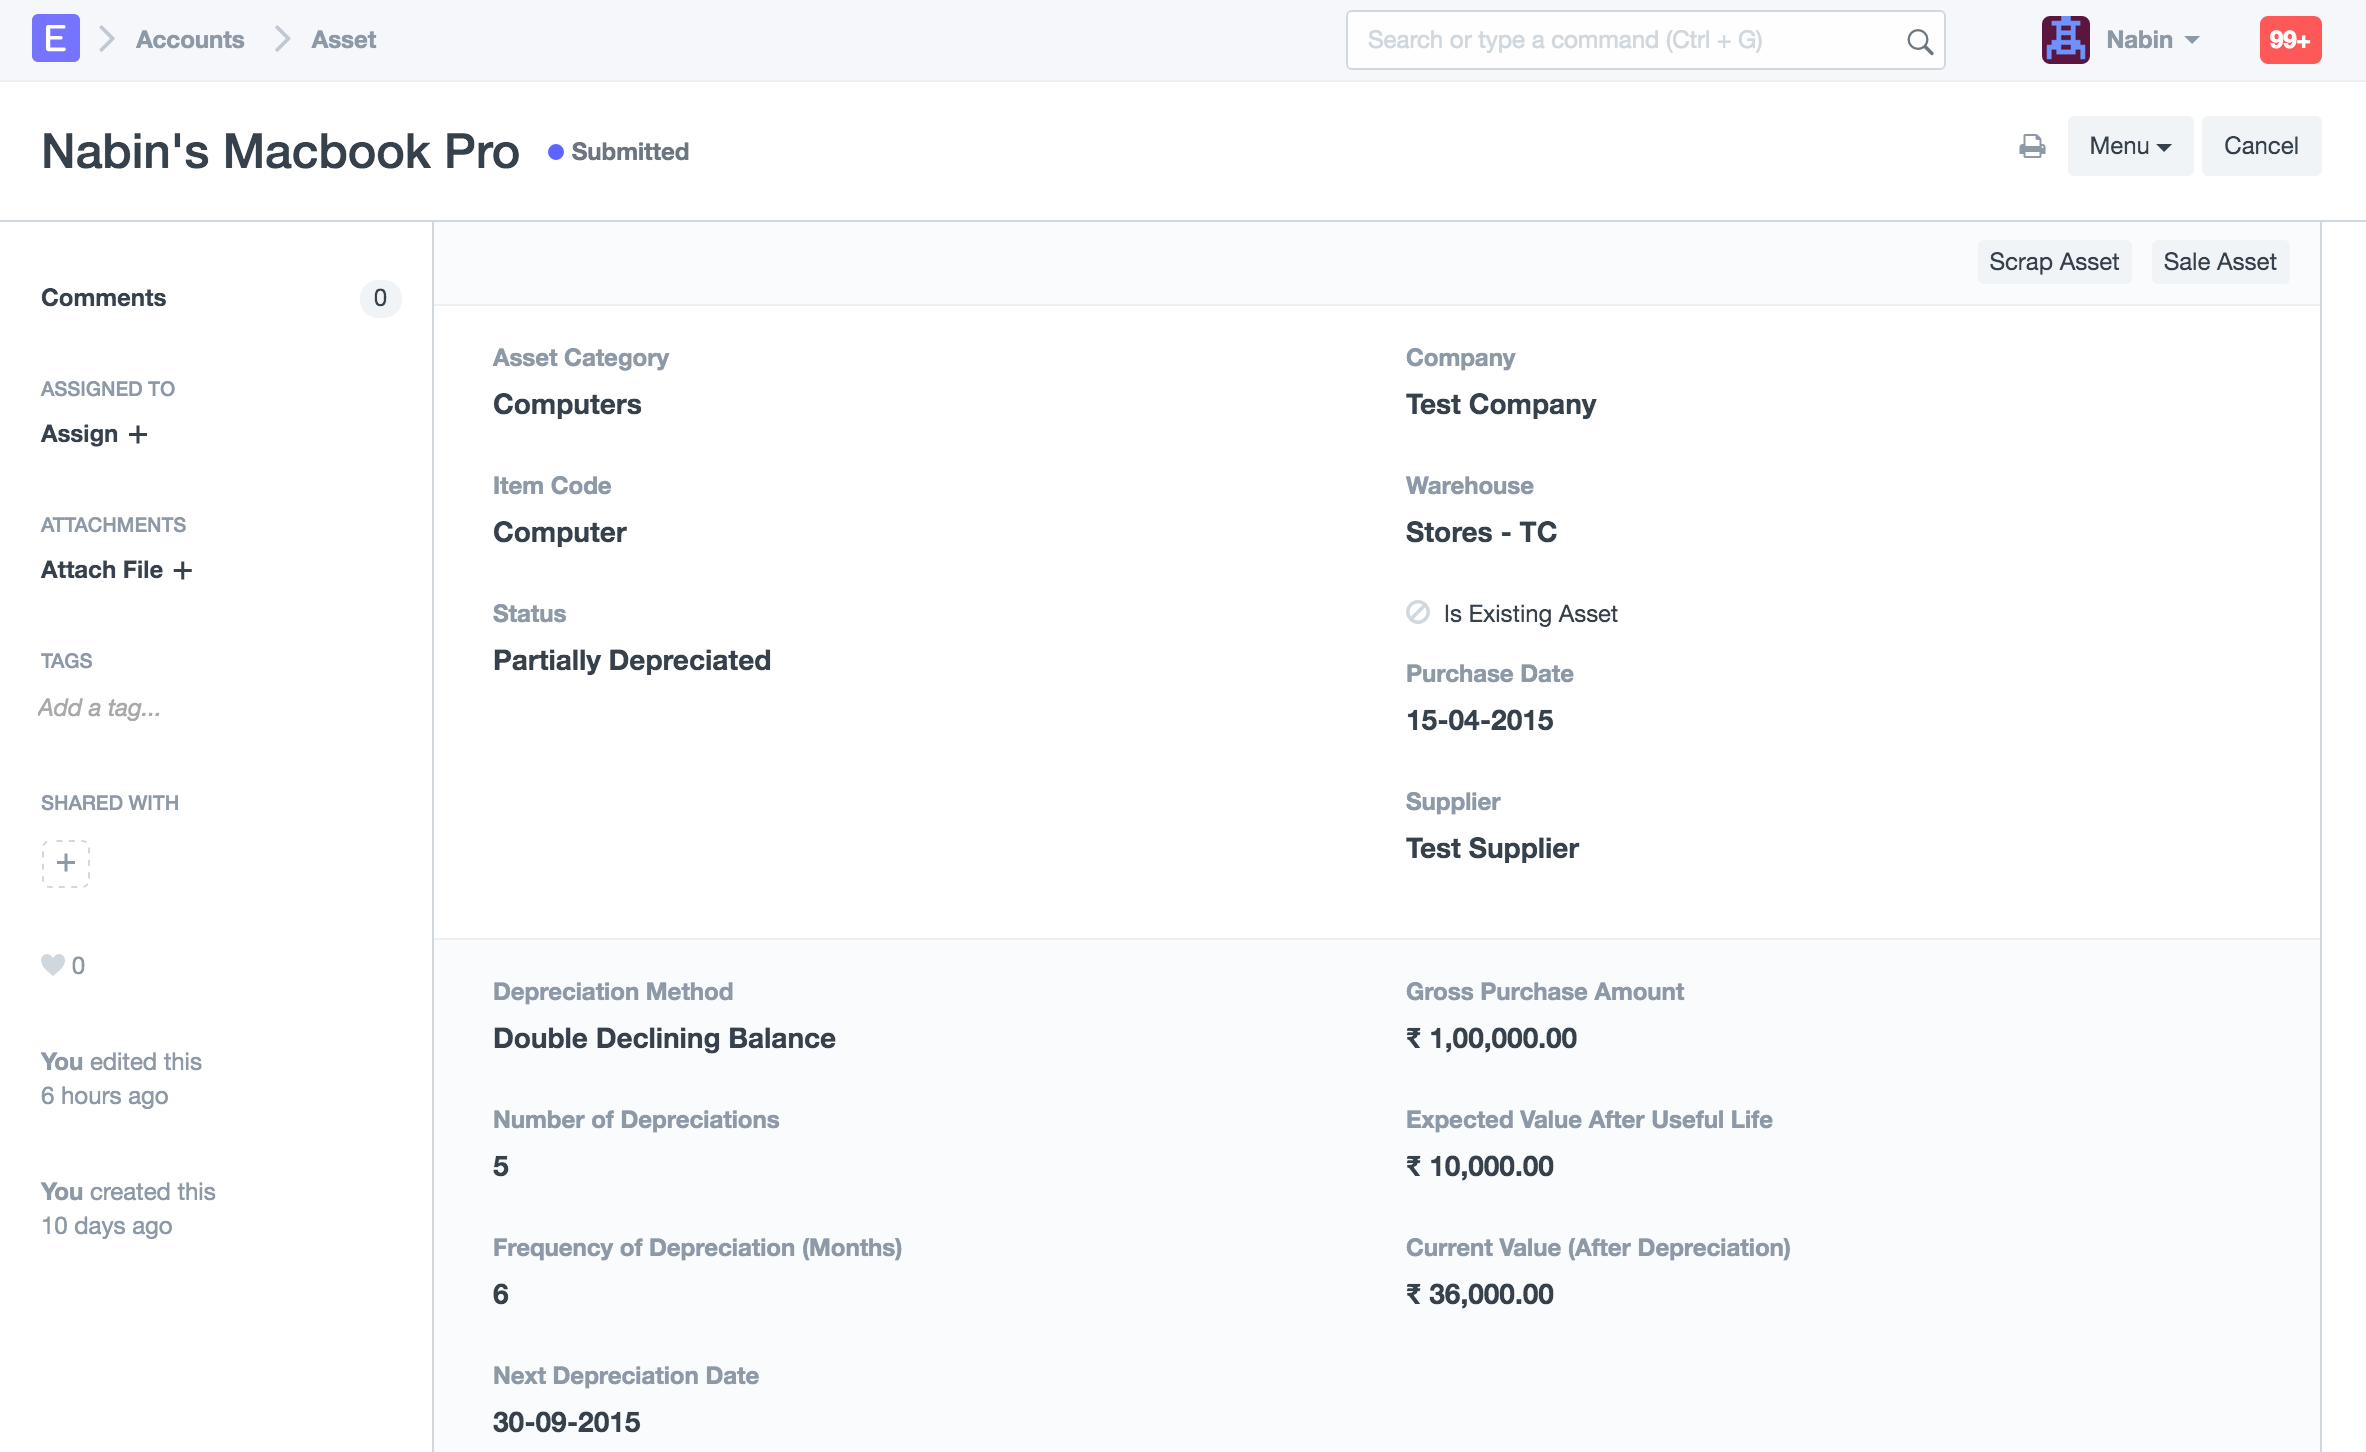 E
Accounts
Asset
Search or type a command (Ctrl + G)
Nabin
99+
Nabin's Macbook Pro
Submitted
Menu
Cancel
Scrap Asset
Sale Asset
Comments
0
ASSIGNED TO
Assign +
ATTACHMENTS
Attach File +
TAGS
Add a tag...
SHARED WITH
+
0
You edited this
6 hours ago
You created this
10 days ago
Asset Category
Computers
Item Code
Computer
Status
Partially Depreciated
Company
Test Company
Warehouse
Stores - TC
Is Existing Asset
Purchase Date
15-04-2015
Supplier
Test Supplier
Depreciation Method
Double Declining Balance
Number of Depreciations
5
Frequency of Depreciation (Months)
6
Next Depreciation Date
30-09-2015
Gross Purchase Amount
₹ 1,00,000.00
Expected Value After Useful Life
₹ 10,000.00
Current Value (After Depreciation)
₹ 36,000.00